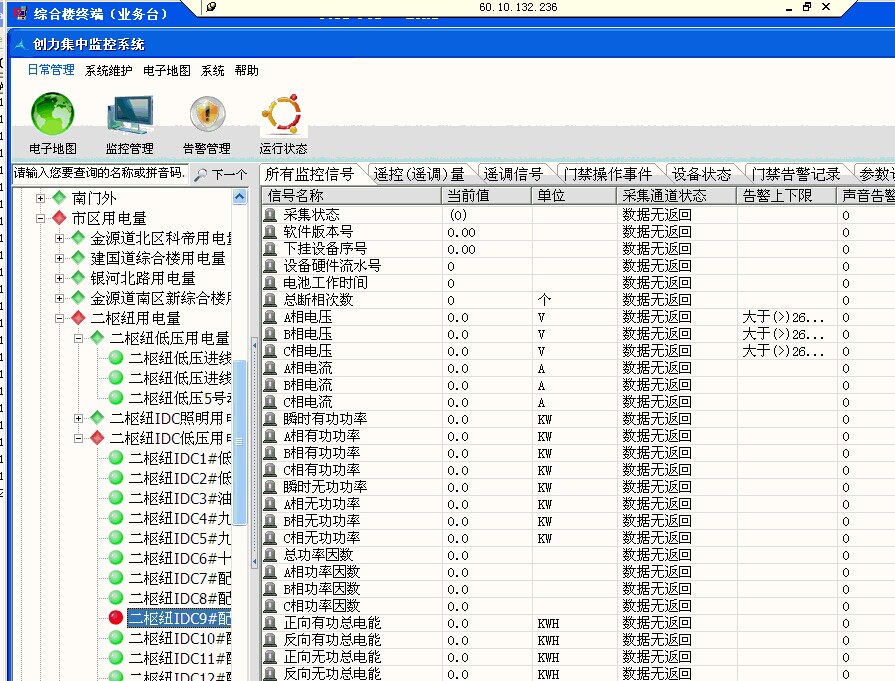 综合楼终端（业务台）
60.10.132.236
创力集中监控系统
日常管理 系统维护 电子地图 系统 帮助
电子地图 监控管理 告警管理 运行状态
请输入您要查询的名称或拼音码. 下一个
南门外
市区用电量
金源道北区科帝用电量
建国道综合楼用电量
银河北路用电量
金源道南区新综合楼用
二枢纽用电量
二枢纽低压用电量
二枢纽低压进线
二枢纽低压进线
二枢纽低压5号
二枢纽IDC照明用电
二枢纽IDC低压用电
二枢纽IDC1#低
二枢纽IDC2#低
二枢纽IDC3#油
二枢纽IDC4#九
二枢纽IDC5#九
二枢纽IDC6#十
二枢纽IDC7#配
二枢纽IDC8#配
二枢纽IDC9#配
二枢纽IDC10#配
二枢纽IDC11#配
二枢纽IDC12#配
所有监控信号 遥控(遥调)量 遥调信号 门禁操作事件 设备状态 门禁告警记录 参数
信号名称 当前值 单位 采集通道状态 告警上下限 声音告警
采集状态 (0) 数据无返回 0
软件版本号 0.00 数据无返回 0
下挂设备序号 0.00 数据无返回 0
设备硬件流水号 0 数据无返回 0
电池工作时间 0 数据无返回 0
总断相次数 0 个 数据无返回 0
A相电压 0.0 V 数据无返回 大于(>)26... 0
B相电压 0.0 V 数据无返回 大于(>)26... 0
C相电压 0.0 V 数据无返回 大于(>)26... 0
A相电流 0.0 A 数据无返回 0
B相电流 0.0 A 数据无返回 0
C相电流 0.0 A 数据无返回 0
瞬时有功功率 0.0 KW 数据无返回 0
A相有功功率 0.0 KW 数据无返回 0
B相有功功率 0.0 KW 数据无返回 0
C相有功功率 0.0 KW 数据无返回 0
瞬时无功功率 0.0 KW 数据无返回 0
A相无功功率 0.0 KW 数据无返回 0
B相无功功率 0.0 KW 数据无返回 0
C相无功功率 0.0 KW 数据无返回 0
总功率因数 0.0 数据无返回 0
A相功率因数 0.0 数据无返回 0
B相功率因数 0.0 数据无返回 0
C相功率因数 0.0 数据无返回 0
正向有功总电能 0.0 KWH 数据无返回 0
反向有功总电能 0.0 KWH 数据无返回 0
正向无功总电能 0.0 KWH 数据无返回 0
反向无功总电能 0.0 KWH 数据无返回 0